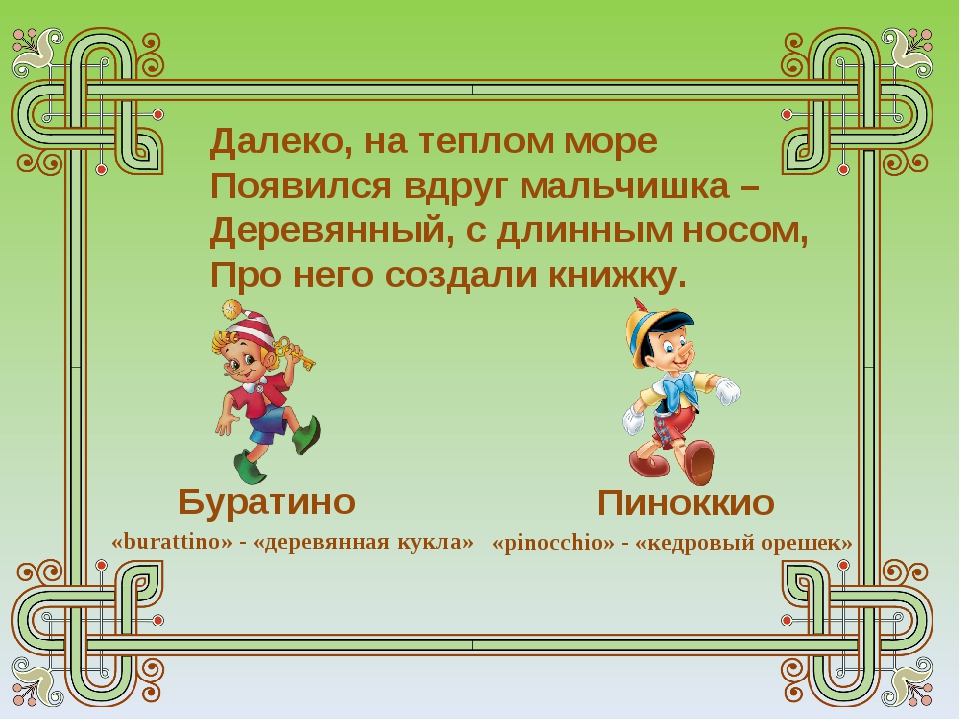 Далеко, на теплом море
Появился вдруг мальчишка –
Деревянный, с длинным носом,
Про него создали книжку.
Буратино
«burattino» - «деревянная кукла»
Пиноккио
«pinocchio» - «кедровый орешек»